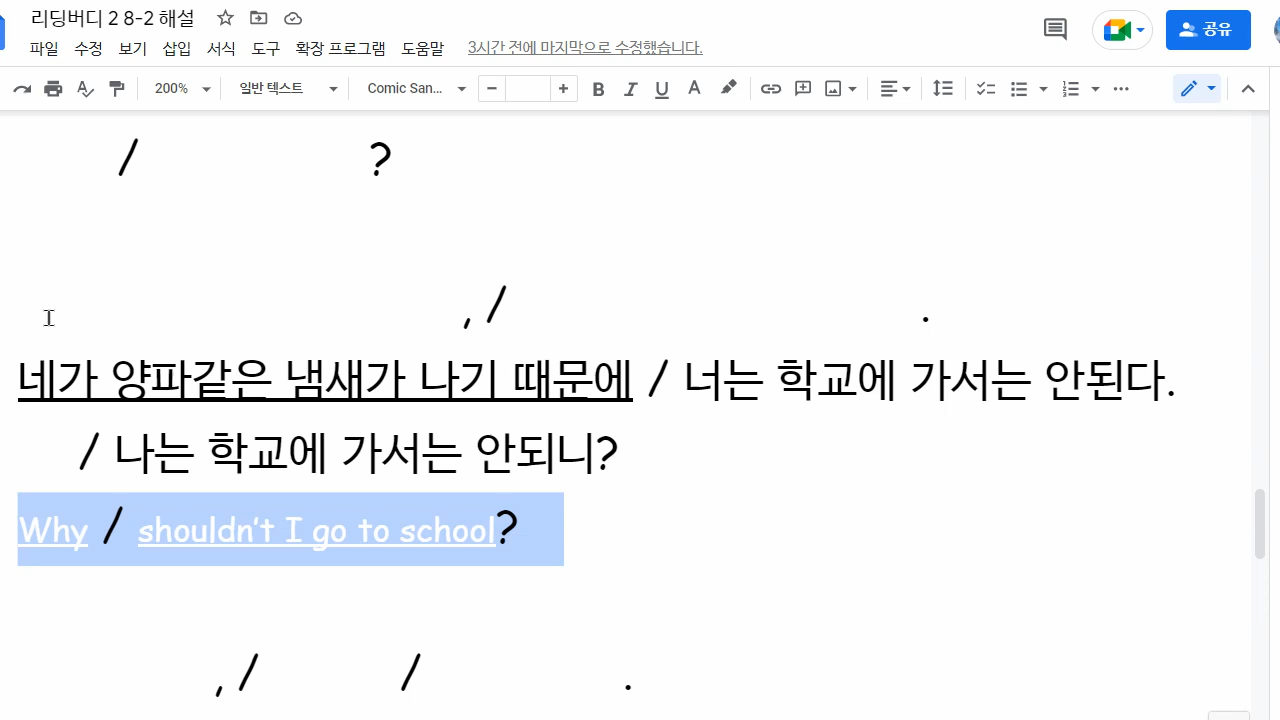 리딩버디 2 8-2 해설
파일 수정 보기 삽입 서식 도구 확장 프로그램 도움말 3시간 전에 마지막으로 수정했습니다.
공유
200% 일반 텍스트 Comic San... B I U A
/ ?
, / .
네가 양파같은 냄새가 나기 때문에 / 너는 학교에 가서는 안된다.
/ 나는 학교에 가서는 안되니?
Why / shouldn't I go to school?
, / / .